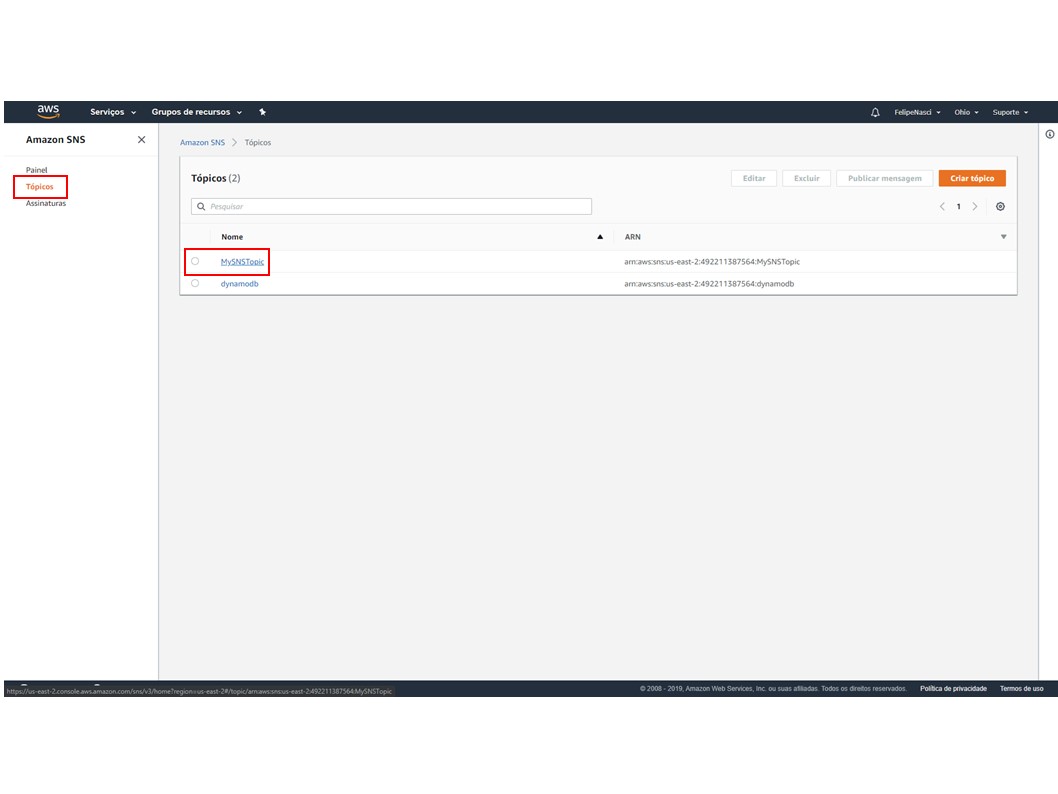 aws Serviços Grupos de recursos FelipeNasci Ohio Suporte
Amazon SNS
Painel
Tópicos
Assinaturas
Amazon SNS > Tópicos
Tópicos (2) Editar Excluir Publicar mensagem Criar tópico
Pesquisar
< 1 >
Nome ARN
MySNSTopic arn:aws:sns:us-east-2:492211387564:MySNSTopic
dynamodb arn:aws:sns:us-east-2:492211387564:dynamodb
https://us-east-2.console.aws.amazon.com/sns/v3/home?region=us-east-2#/topic/arn:aws:sns:us-east-2:492211387564:MySNSTopic
© 2008 - 2019, Amazon Web Services, Inc. ou suas afiliadas. Todos os direitos reservados. Política de privacidade Termos de uso